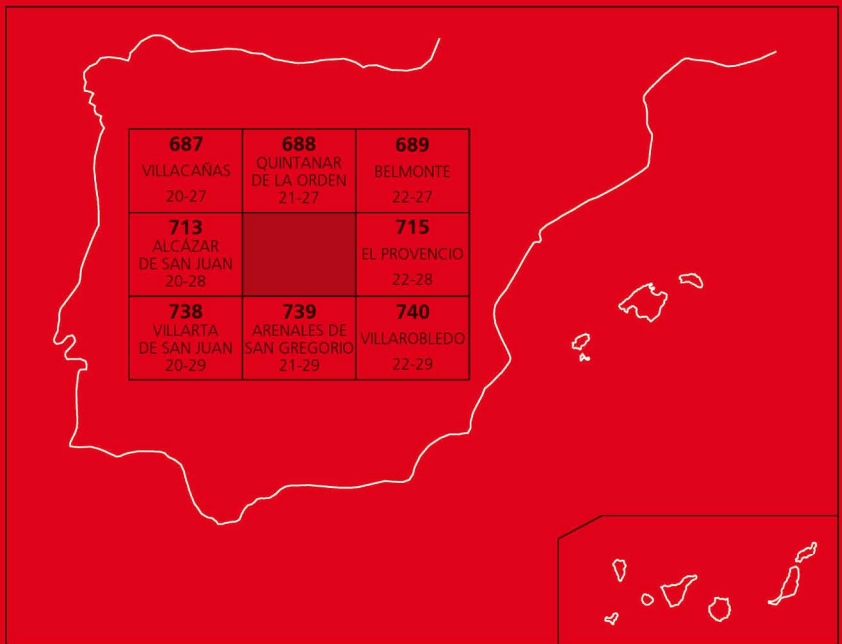 687
VILLACAÑAS
20-27
688
QUINTANAR
DE LA ORDEN
21-27
689
BELMONTE
22-27
713
ALCÁZAR
DE SAN JUAN
20-28
715
EL PROVENCIO
22-28
738
VILLARTA
DE SAN JUAN
20-29
739
ARENALES DE
SAN GREGORIO
21-29
740
VILLAROBLEDO
22-29